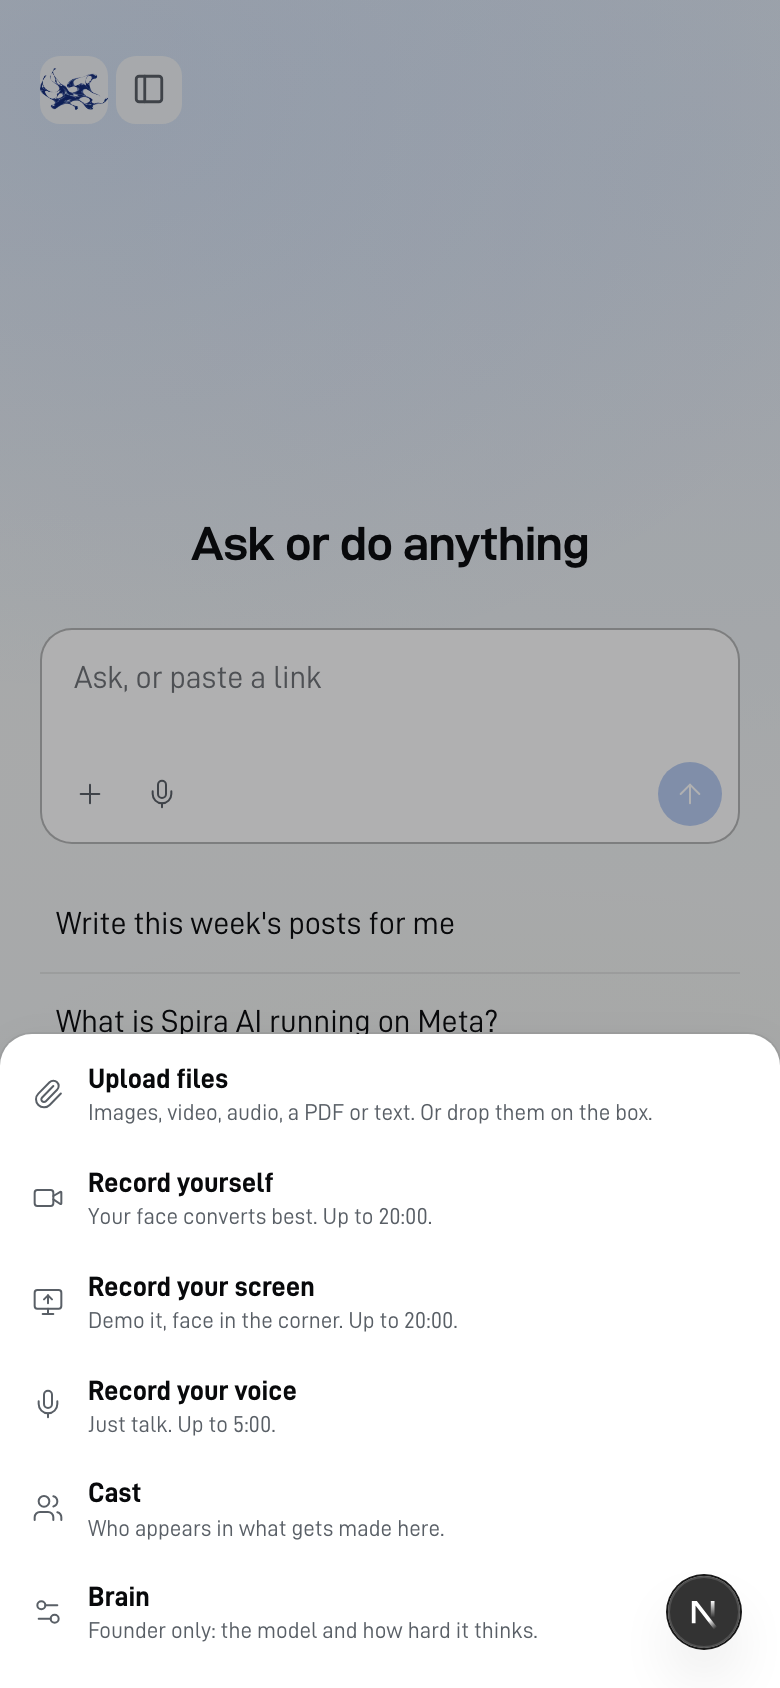 Ask or do anything
Ask, or paste a link
Write this week's posts for me
What is Spira AI running on Meta?
Upload files
Images, video, audio, a PDF or text. Or drop them on the box.
Record yourself
Your face converts best. Up to 20:00.
Record your screen
Demo it, face in the corner. Up to 20:00.
Record your voice
Just talk. Up to 5:00.
Cast
Who appears in what gets made here.
Brain
Founder only: the model and how hard it thinks.
N